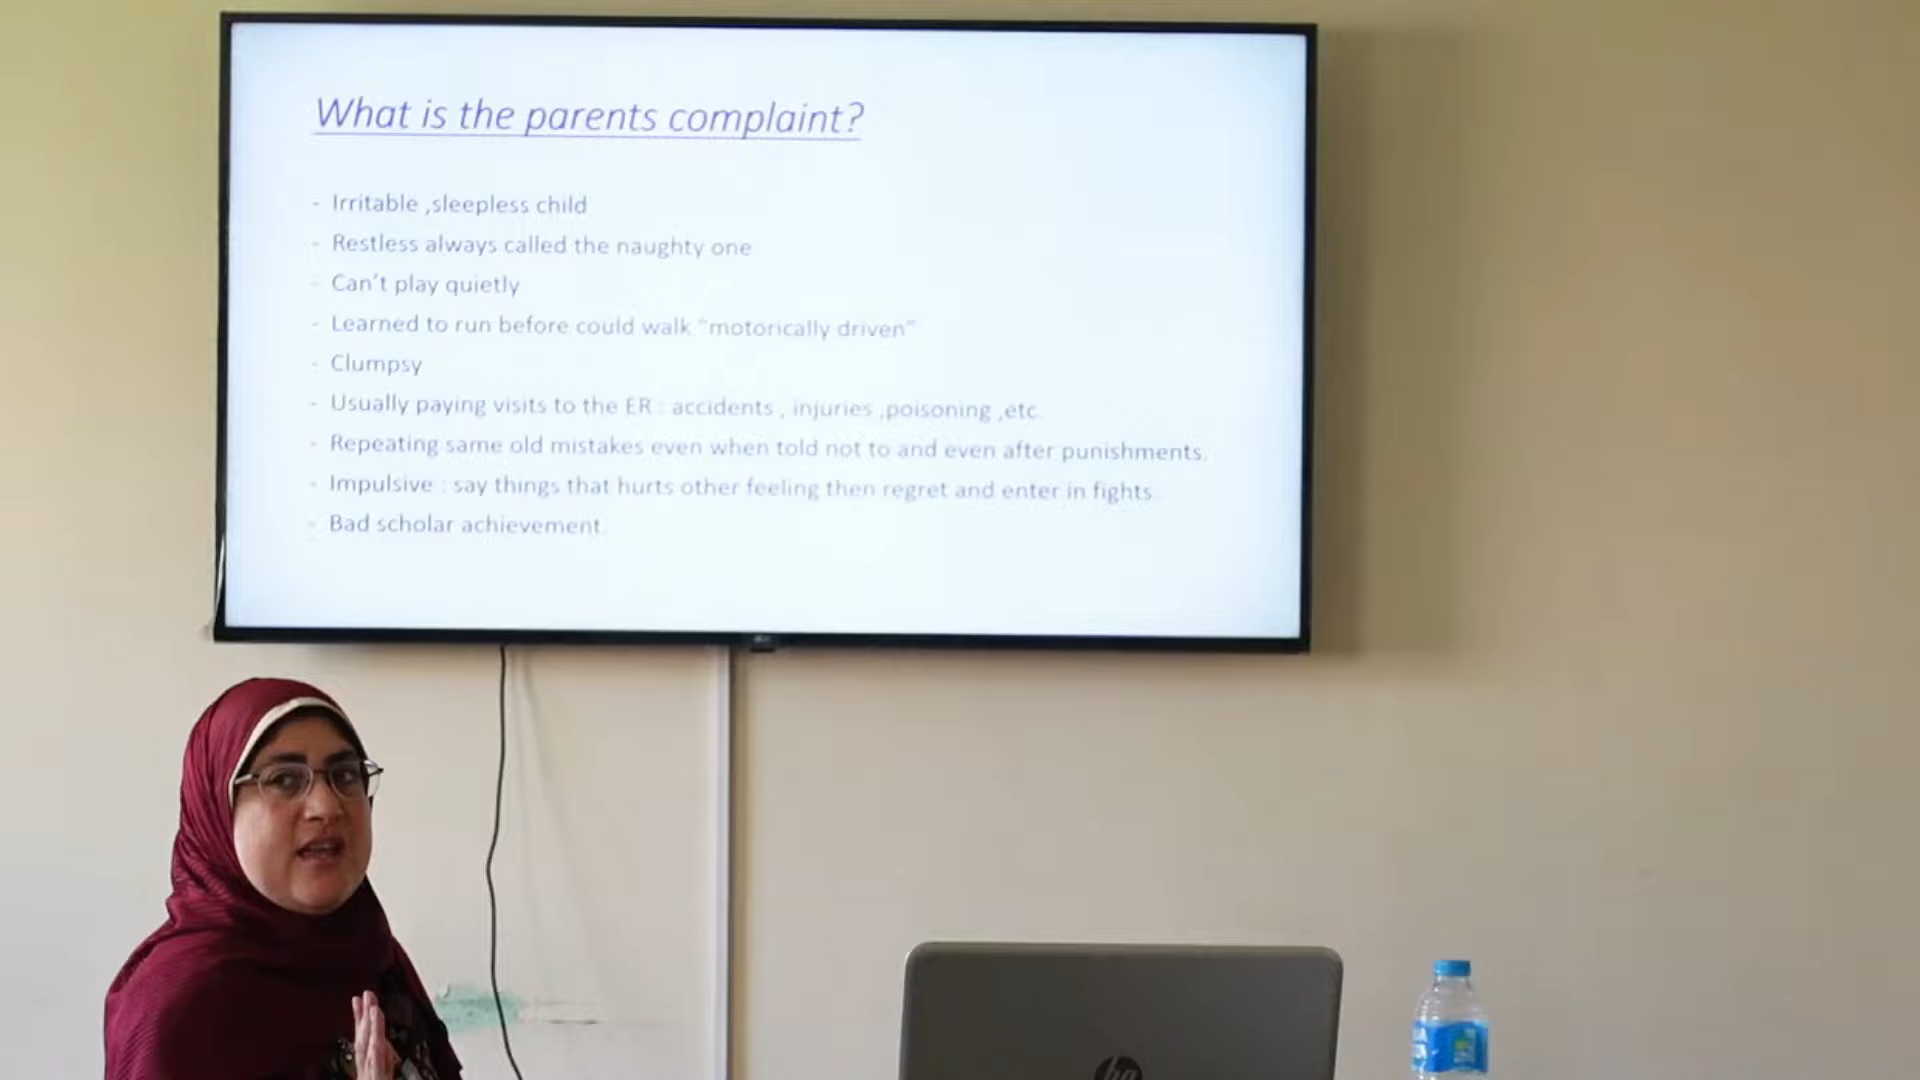 What is the parents complaint?
- Irritable ,sleepless child
- Restless always called the naughty one
- Can't play quietly
- Learned to run before could walk "motorically driven"
- Clumpsy
- Usually paying visits to the ER : accidents , injuries ,poisoning ,etc.
- Repeating same old mistakes even when told not to and even after punishments.
- Impulsive : say things that hurts other feeling then regret and enter in fights.
- Bad scholar achievement.
hp